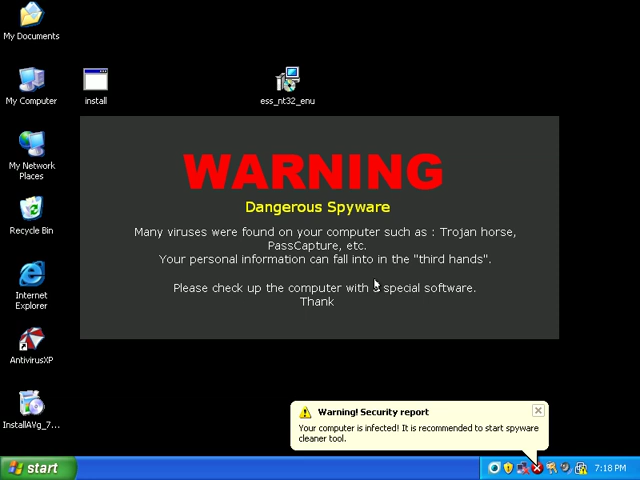 My Documents
My Computer
install
ess_nt32_enu
My Network
Places
Recycle Bin
Internet
Explorer
AntivirusXP
InstallAVg_7...
WARNING
Dangerous Spyware
Many viruses were found on your computer such as : Trojan horse,
PassCapture, etc.
Your personal information can fall into in the "third hands".
Please check up the computer with a special software.
Thank
Warning! Security report
Your computer is infected! It is recommended to start spyware
cleaner tool.
start
7:18 PM